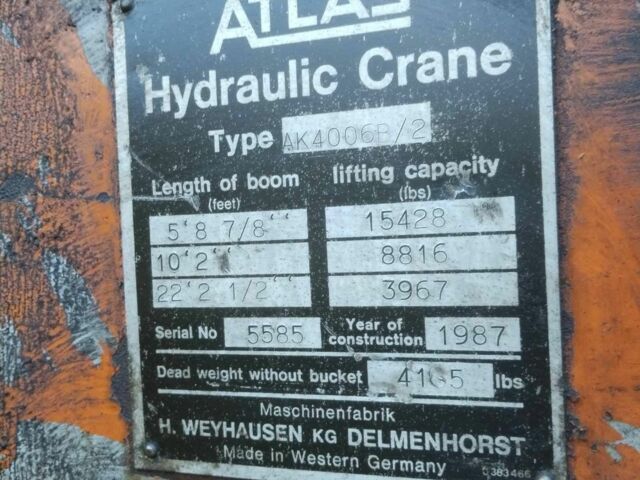 ATLAS
Hydraulic Crane
Type AK4006B/2
Length of boom lifting capacity
(feet) (lbs)
5'8 7/8'' 15428
10'2'' 8816
22'2 1/2'' 3967
Serial No 5585 Year of construction 1987
Dead weight without bucket lbs
Maschinenfabrik
H. WEYHAUSEN KG DELMENHORST
Made in Western Germany